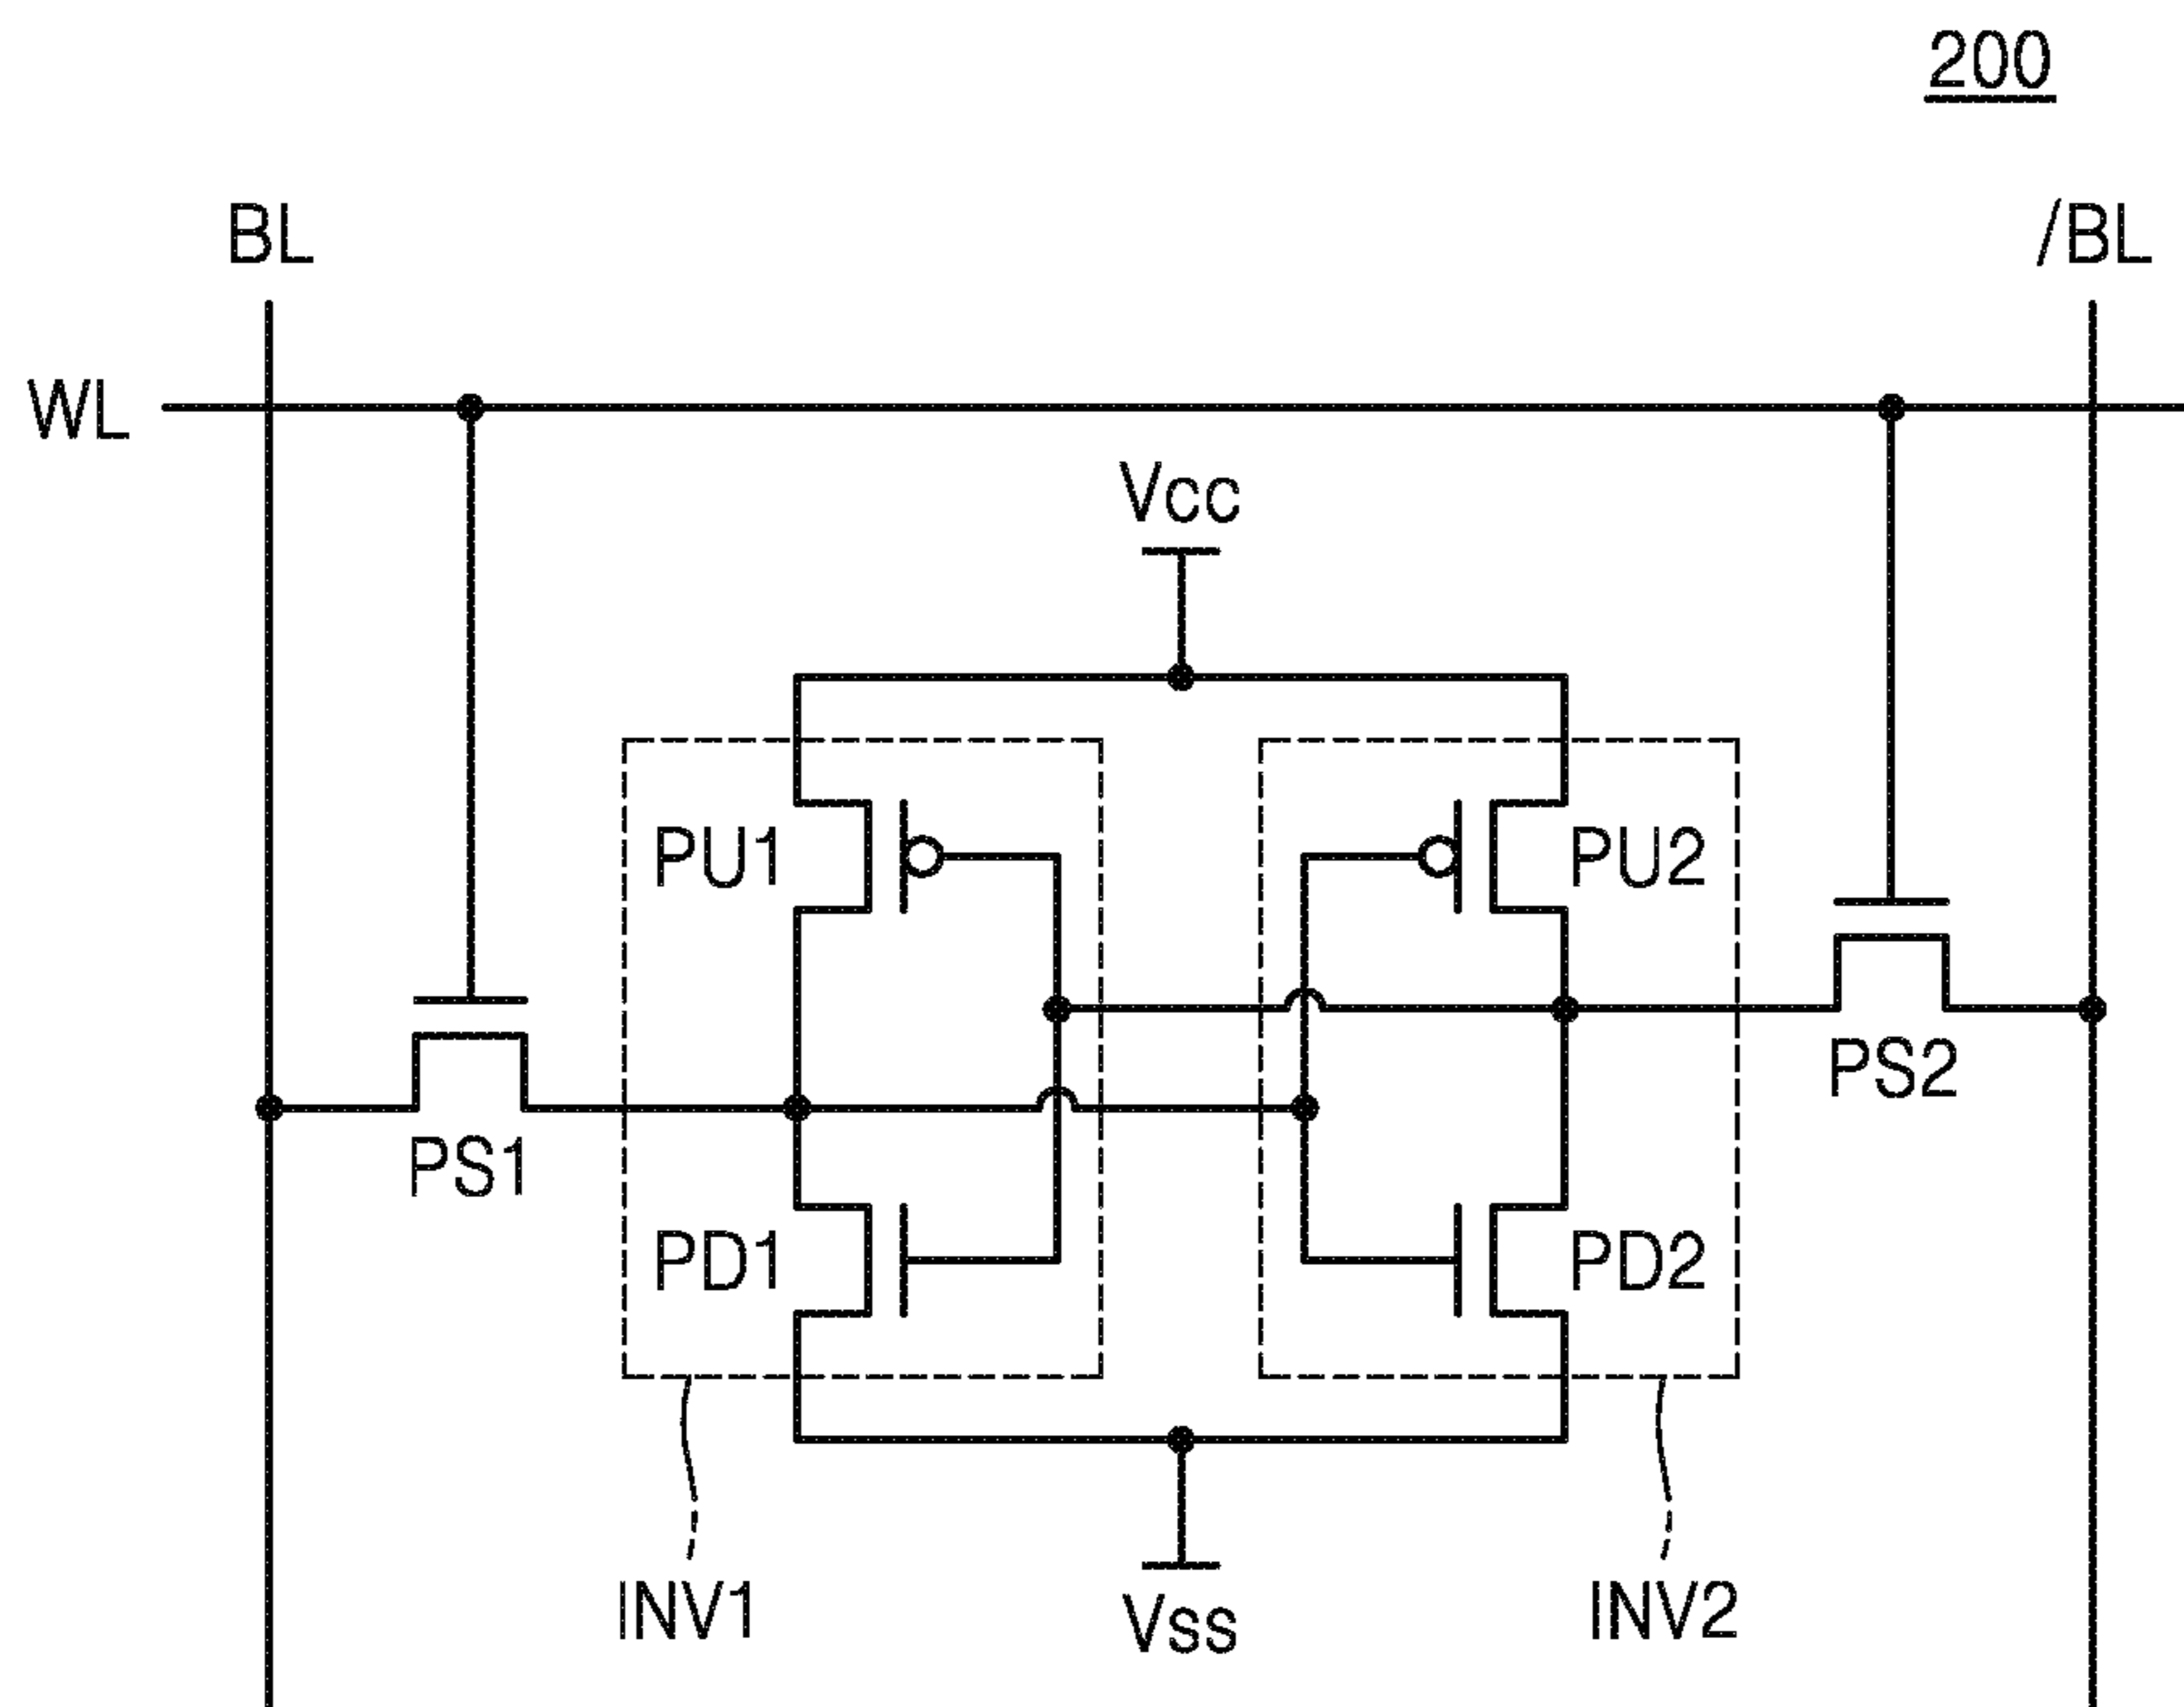 200
BL
/BL
WL
Vcc
PU1
PU2
PS2
PS1
PD1
PD2
INV1
Vss
INV2